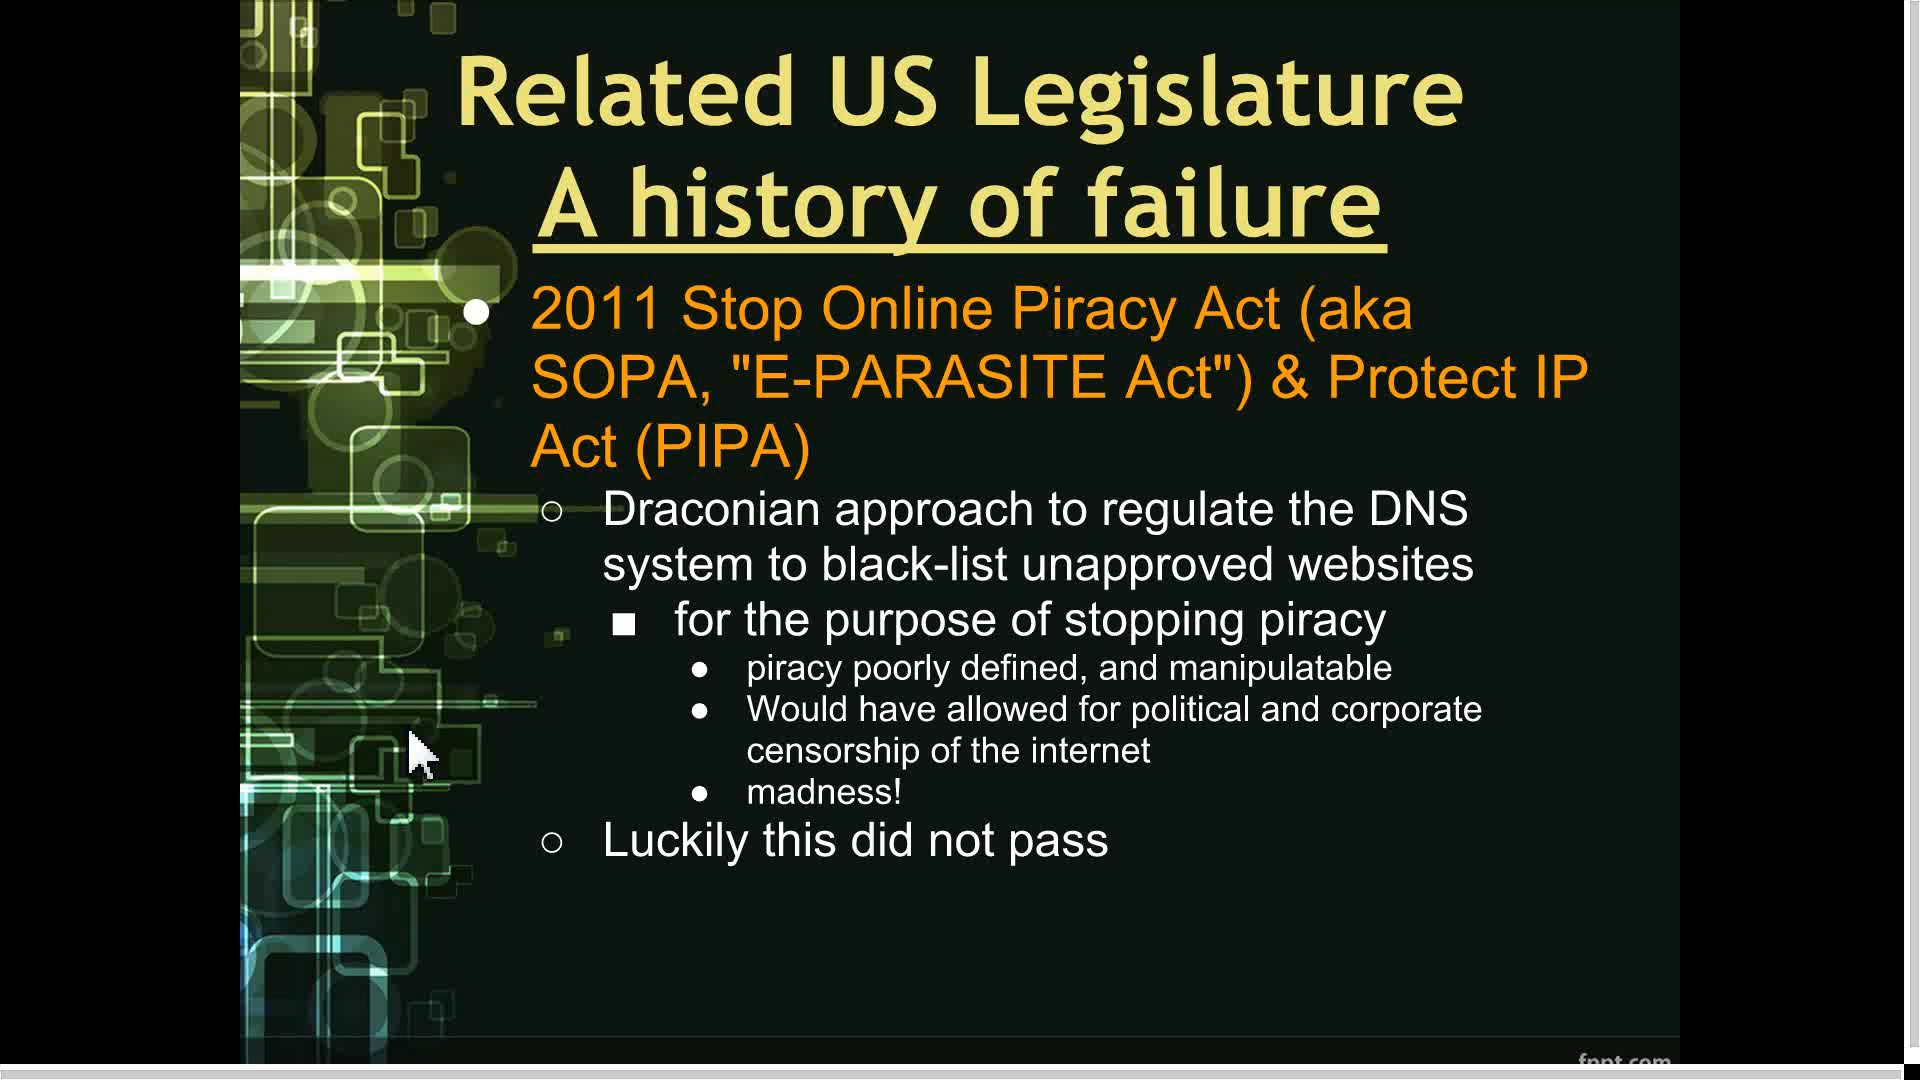 Related US Legislature
A history of failure
● 2011 Stop Online Piracy Act (aka
SOPA, "E-PARASITE Act") & Protect IP
Act (PIPA)
○ Draconian approach to regulate the DNS
system to black-list unapproved websites
■ for the purpose of stopping piracy
● piracy poorly defined, and manipulatable
● Would have allowed for political and corporate
censorship of the internet
● madness!
○ Luckily this did not pass
fppt.com